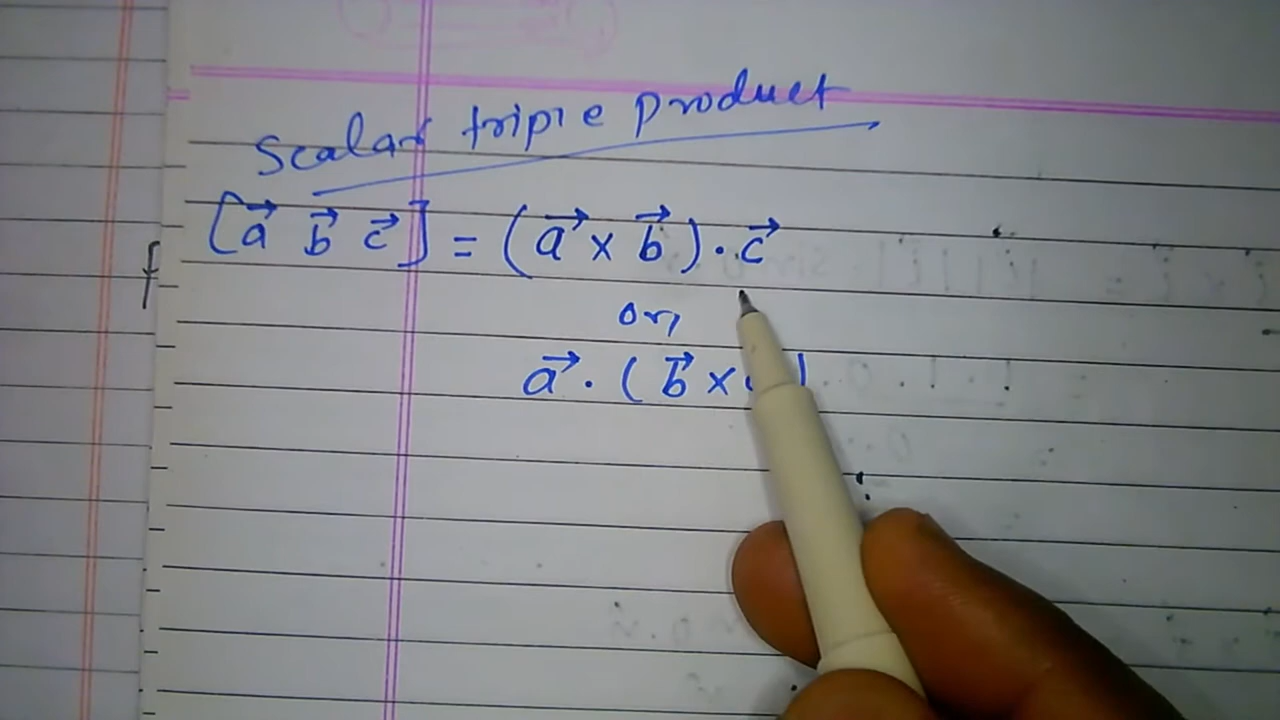 Scalar triple product
[a⃗ b⃗ c⃗] = (a⃗ × b⃗) · c⃗
or
a⃗ · (b⃗ ×